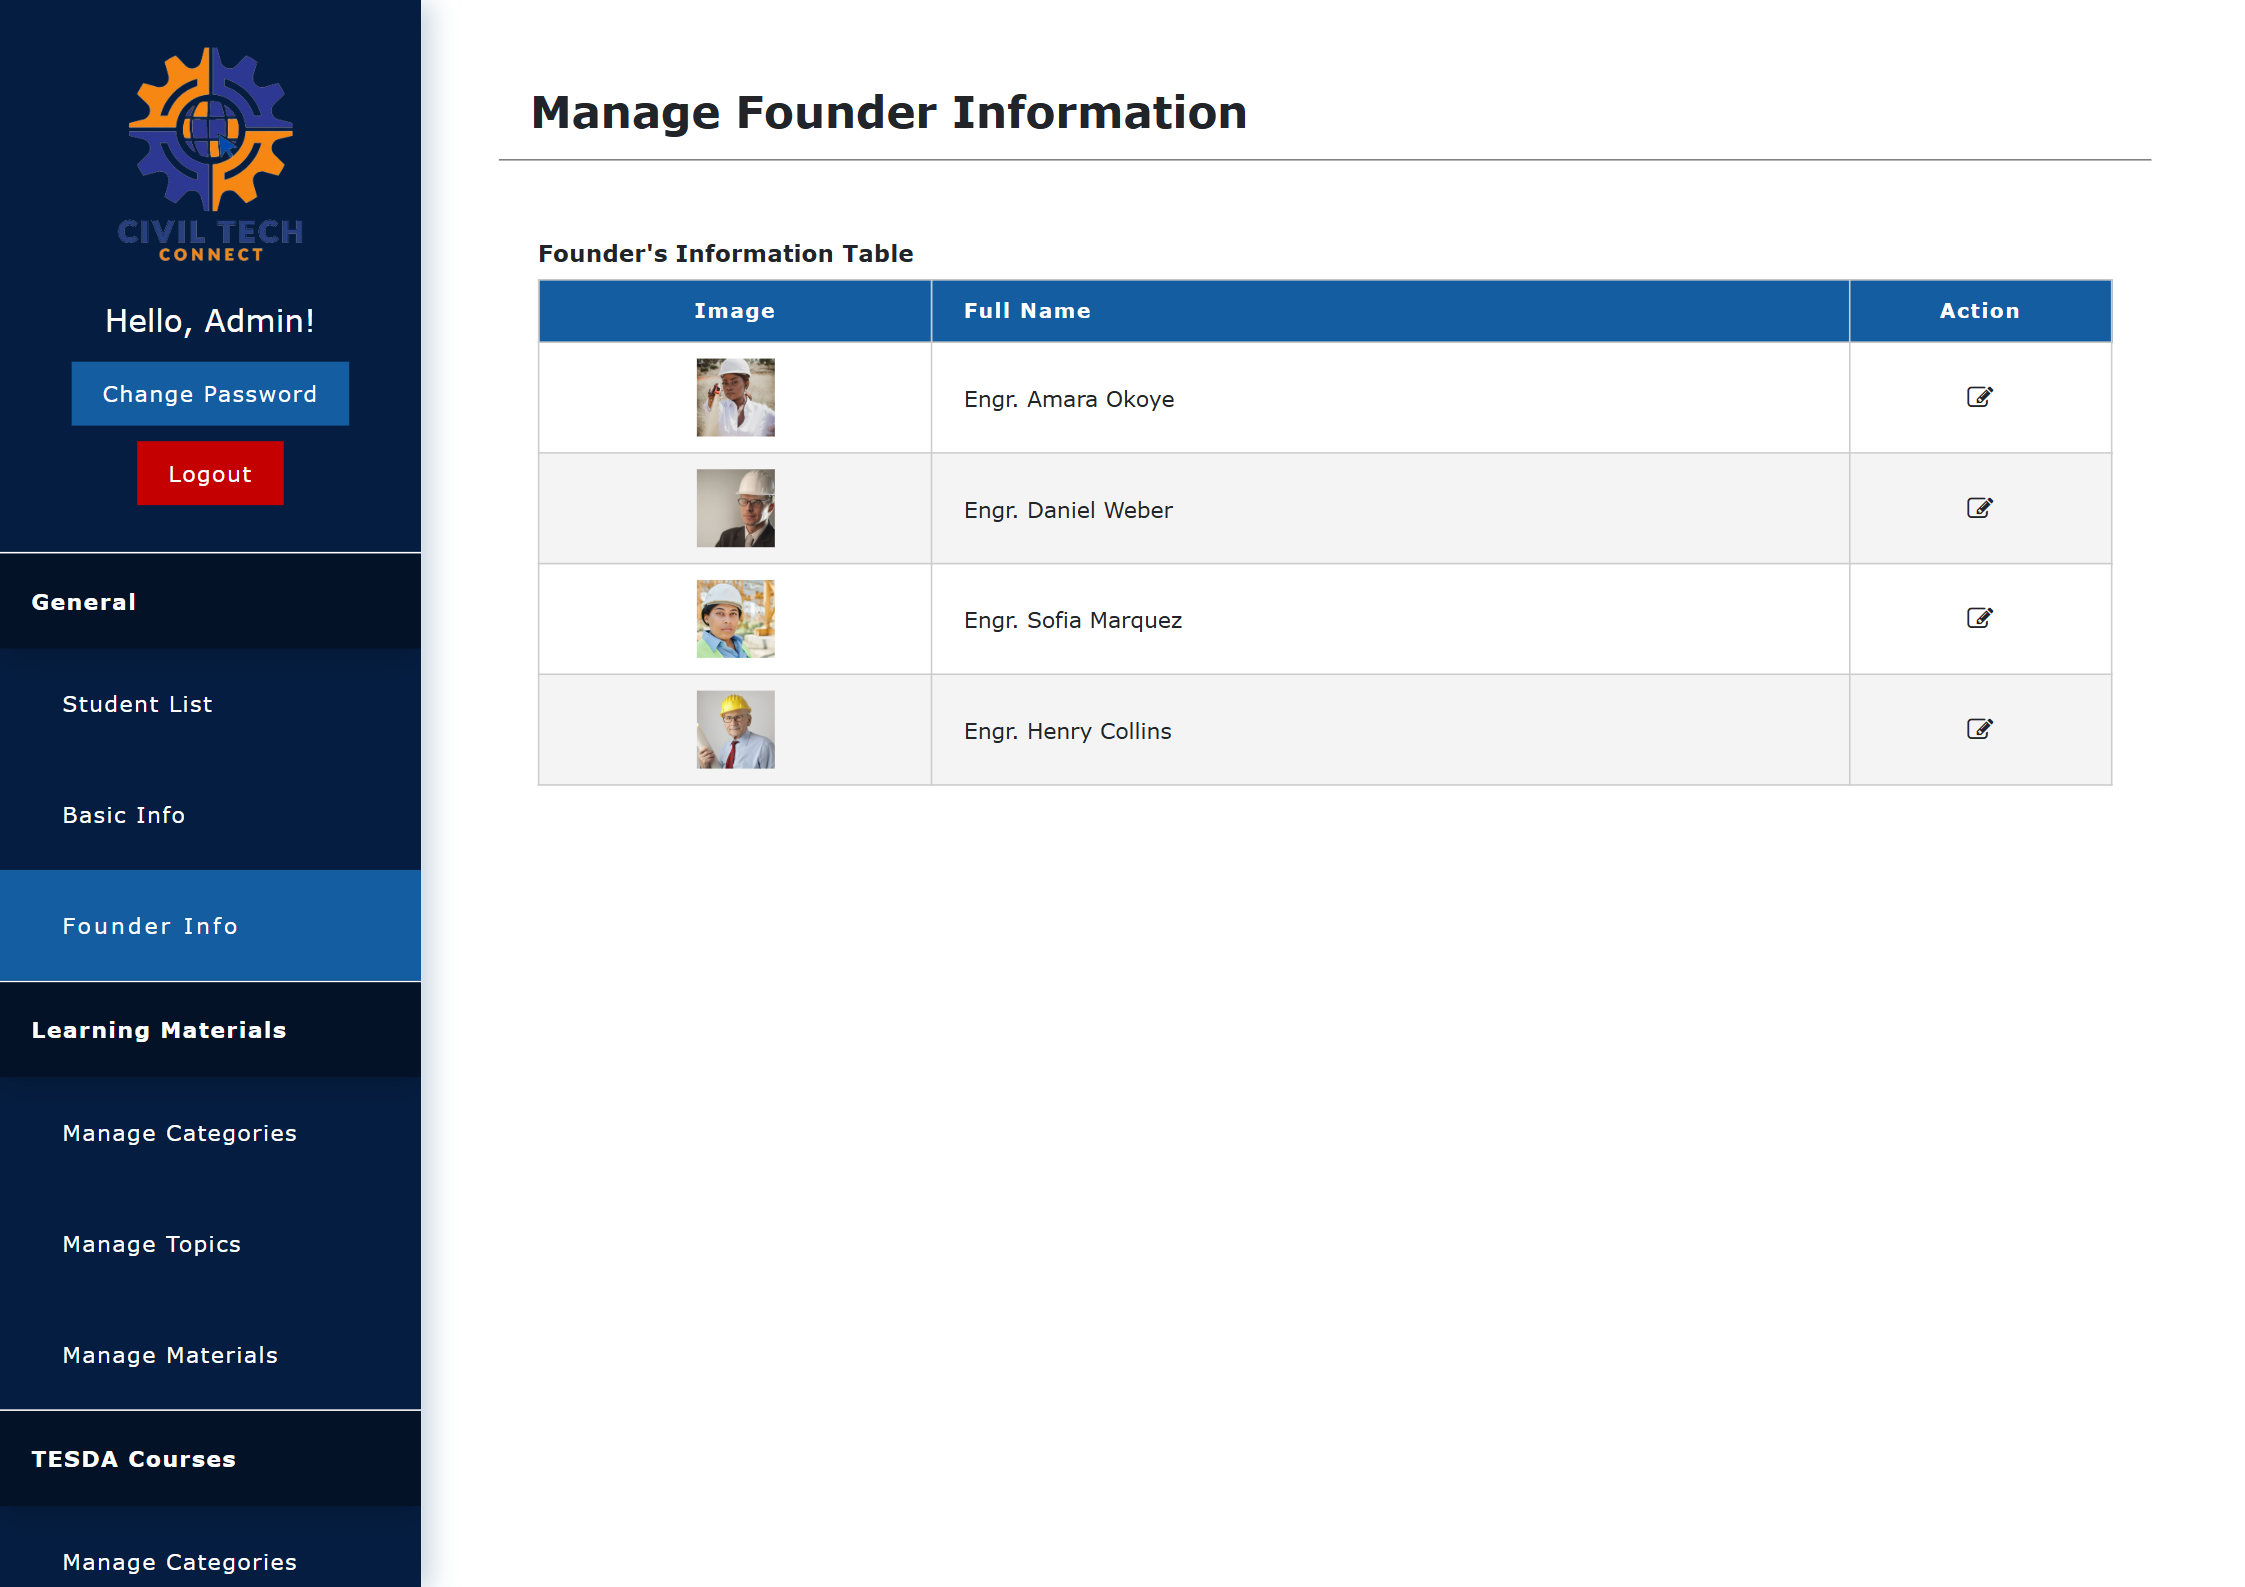 CIVIL TECH
CONNECT
Hello, Admin!
Change Password
Logout
General
Student List
Basic Info
Founder Info
Learning Materials
Manage Categories
Manage Topics
Manage Materials
TESDA Courses
Manage Categories
Manage Founder Information
Founder's Information Table
Image Full Name Action
Engr. Amara Okoye
Engr. Daniel Weber
Engr. Sofia Marquez
Engr. Henry Collins